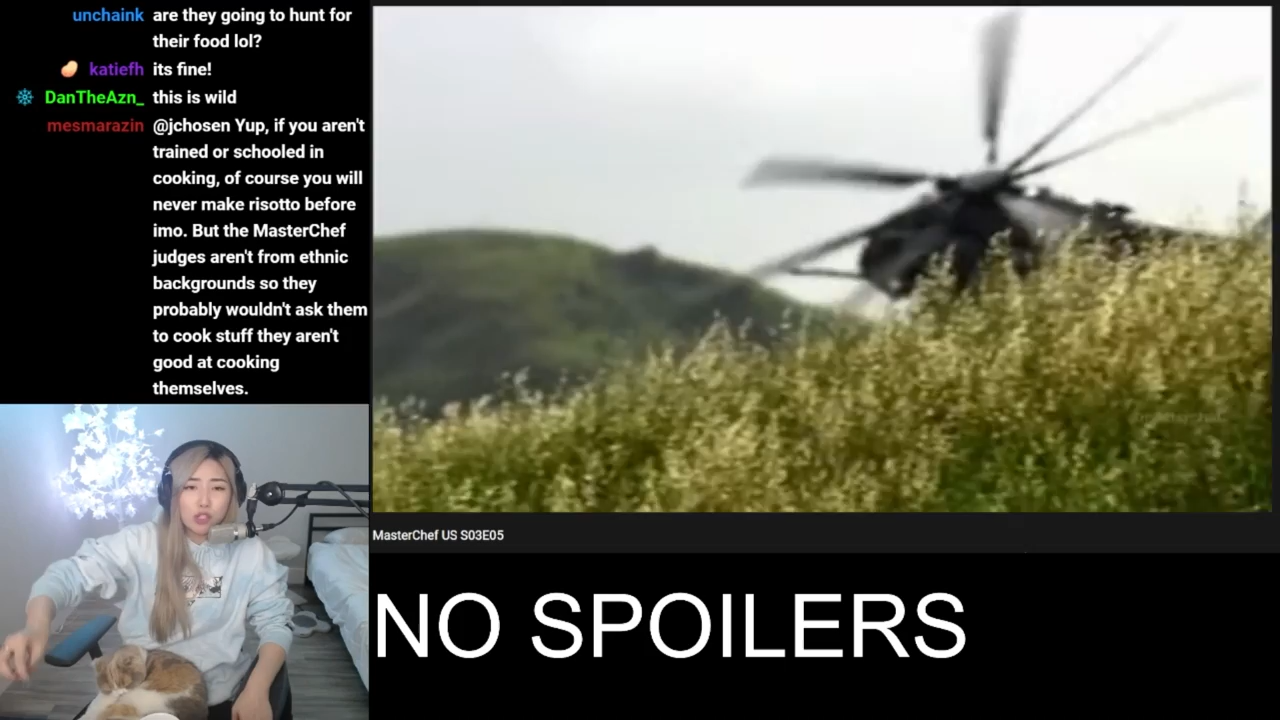 unchaink are they going to hunt for
their food lol?
katiefh its fine!
DanTheAzn_ this is wild
mesmarazin @jchosen Yup, if you aren't
trained or schooled in
cooking, of course you will
never make risotto before
imo. But the MasterChef
judges aren't from ethnic
backgrounds so they
probably wouldn't ask them
to cook stuff they aren't
good at cooking
themselves.
MasterChef US S03E05
NO SPOILERS